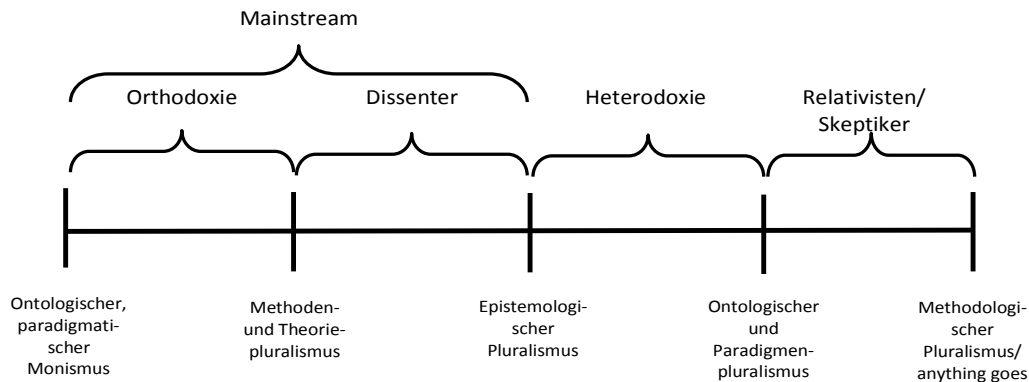 Mainstream
Orthodoxie
Dissenter
Heterodoxie
Relativisten/
Skeptiker
Ontologischer,
paradigmati-
scher
Monismus
Methoden-
und Theorie-
pluralismus
Epistemologi-
scher
Pluralismus
Ontologischer
und
Paradigmen-
pluralismus
Methodologi-
scher
Pluralismus/
anything goes